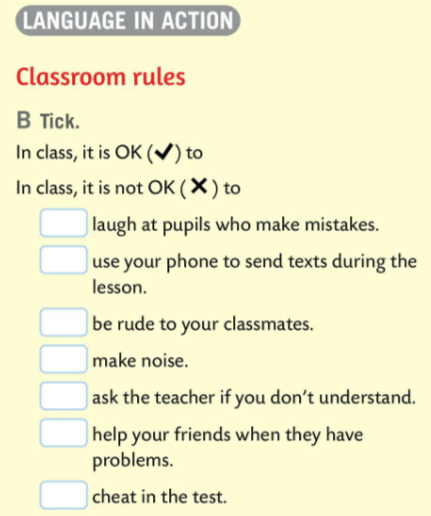 LANGUAGE IN ACTION
Classroom rules
B Tick.
In class, it is OK (✔) to
In class, it is not OK (✕) to
laugh at pupils who make mistakes.
use your phone to send texts during the
lesson.
be rude to your classmates.
make noise.
ask the teacher if you don't understand.
help your friends when they have
problems.
cheat in the test.